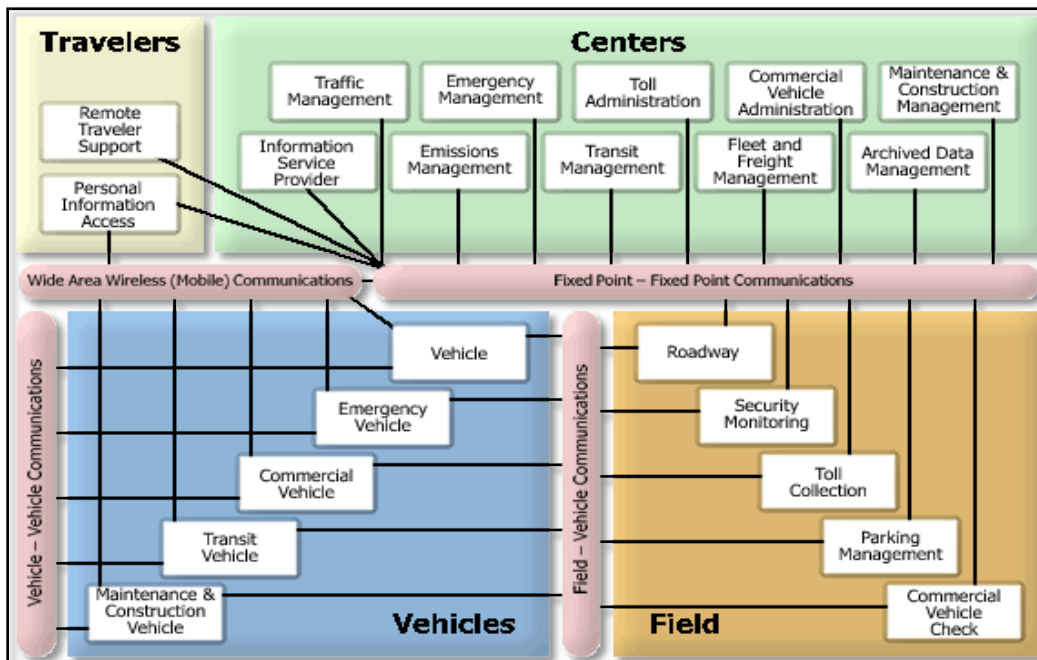 Travelers
Centers
Traffic
Management
Emergency
Management
Toll
Administration
Commercial
Vehicle
Administration
Maintenance &
Construction
Management
Remote
Traveler
Support
Information
Service
Provider
Emissions
Management
Transit
Management
Fleet and
Freight
Management
Archived Data
Management
Personal
Information
Access
Wide Area Wireless (Mobile) Communications
Fixed Point – Fixed Point Communications
Vehicle – Vehicle Communications
Vehicle
Emergency
Vehicle
Commercial
Vehicle
Transit
Vehicle
Maintenance &
Construction
Vehicle
Vehicles
Field – Vehicle Communications
Roadway
Security
Monitoring
Toll
Collection
Parking
Management
Commercial
Vehicle
Check
Field